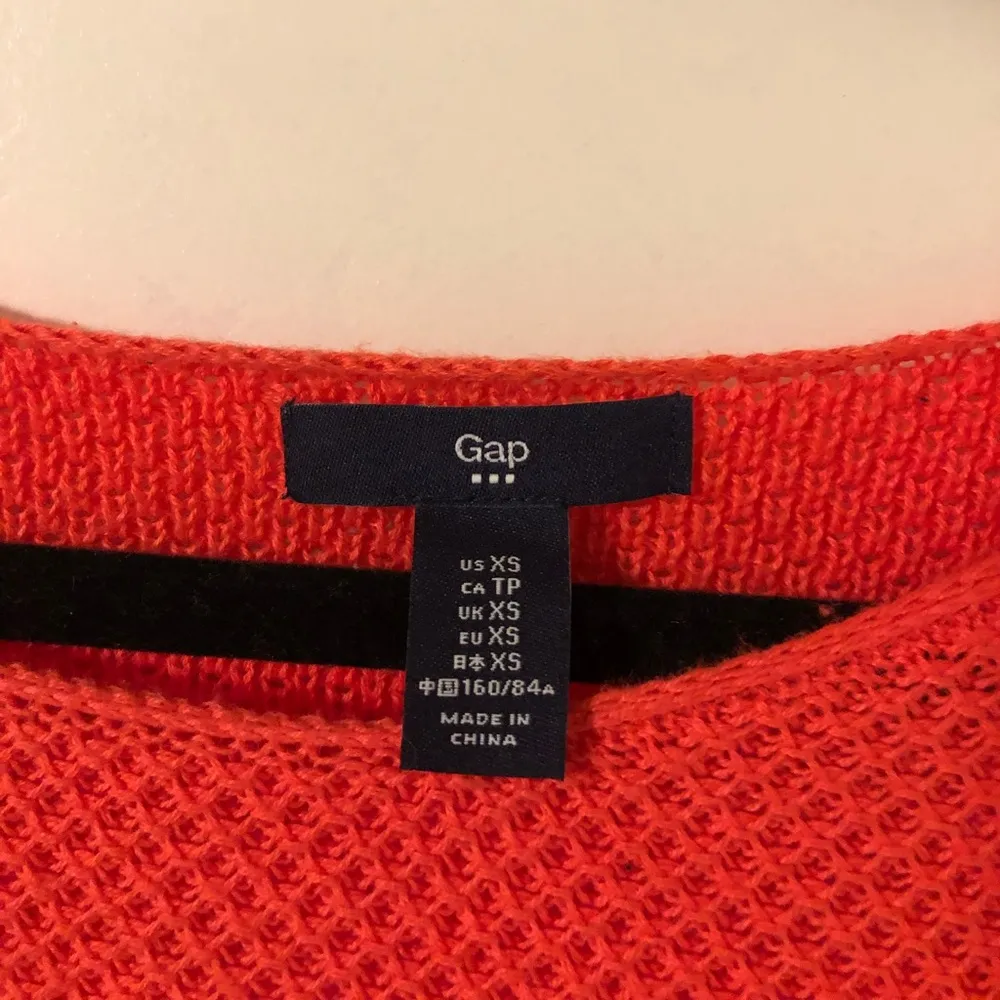 Gap
US XS
CA TP
UK XS
EU XS
日本 XS
中国 160/84A
MADE IN
CHINA